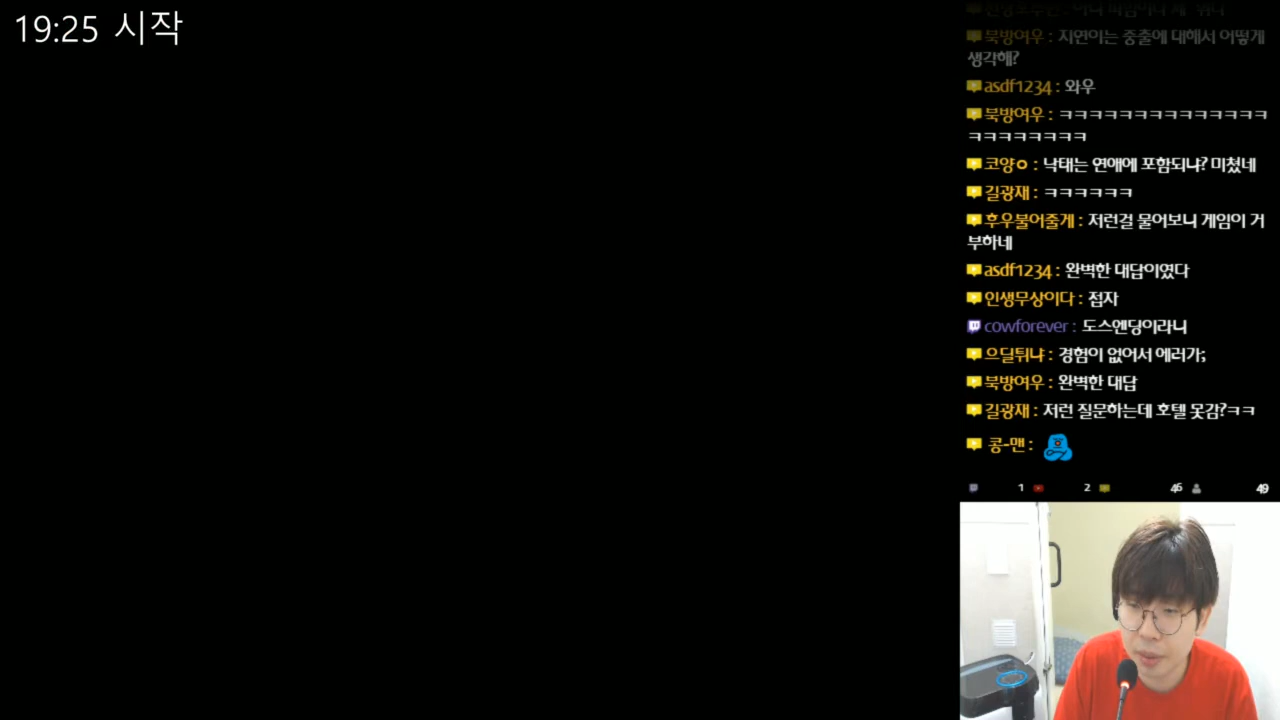 19:25 시작
북방여우 : 지연이는 중출에 대해서 어떻게
생각해?
asdf1234 : 와우
북방여우 : ㅋㅋㅋㅋㅋㅋㅋㅋㅋㅋㅋㅋㅋㅋ
ㅋㅋㅋㅋㅋㅋㅋㅋ
코양ㅇ : 낙태는 연애에 포함되냐? 미쳤네
길광재 : ㅋㅋㅋㅋㅋㅋ
후우불어줄게 : 저런걸 물어보니 게임이 거
부하네
asdf1234 : 완벽한 대답이였다
인생무상이다 : 접자
cowforever : 도스엔딩이라니
으딜튀냐 : 경험이 없어서 에러가;
북방여우 : 완벽한 대답
길광재 : 저런 질문하는데 호텔 못감?ㅋㅋ
콩-맨 :
1 2 46 49